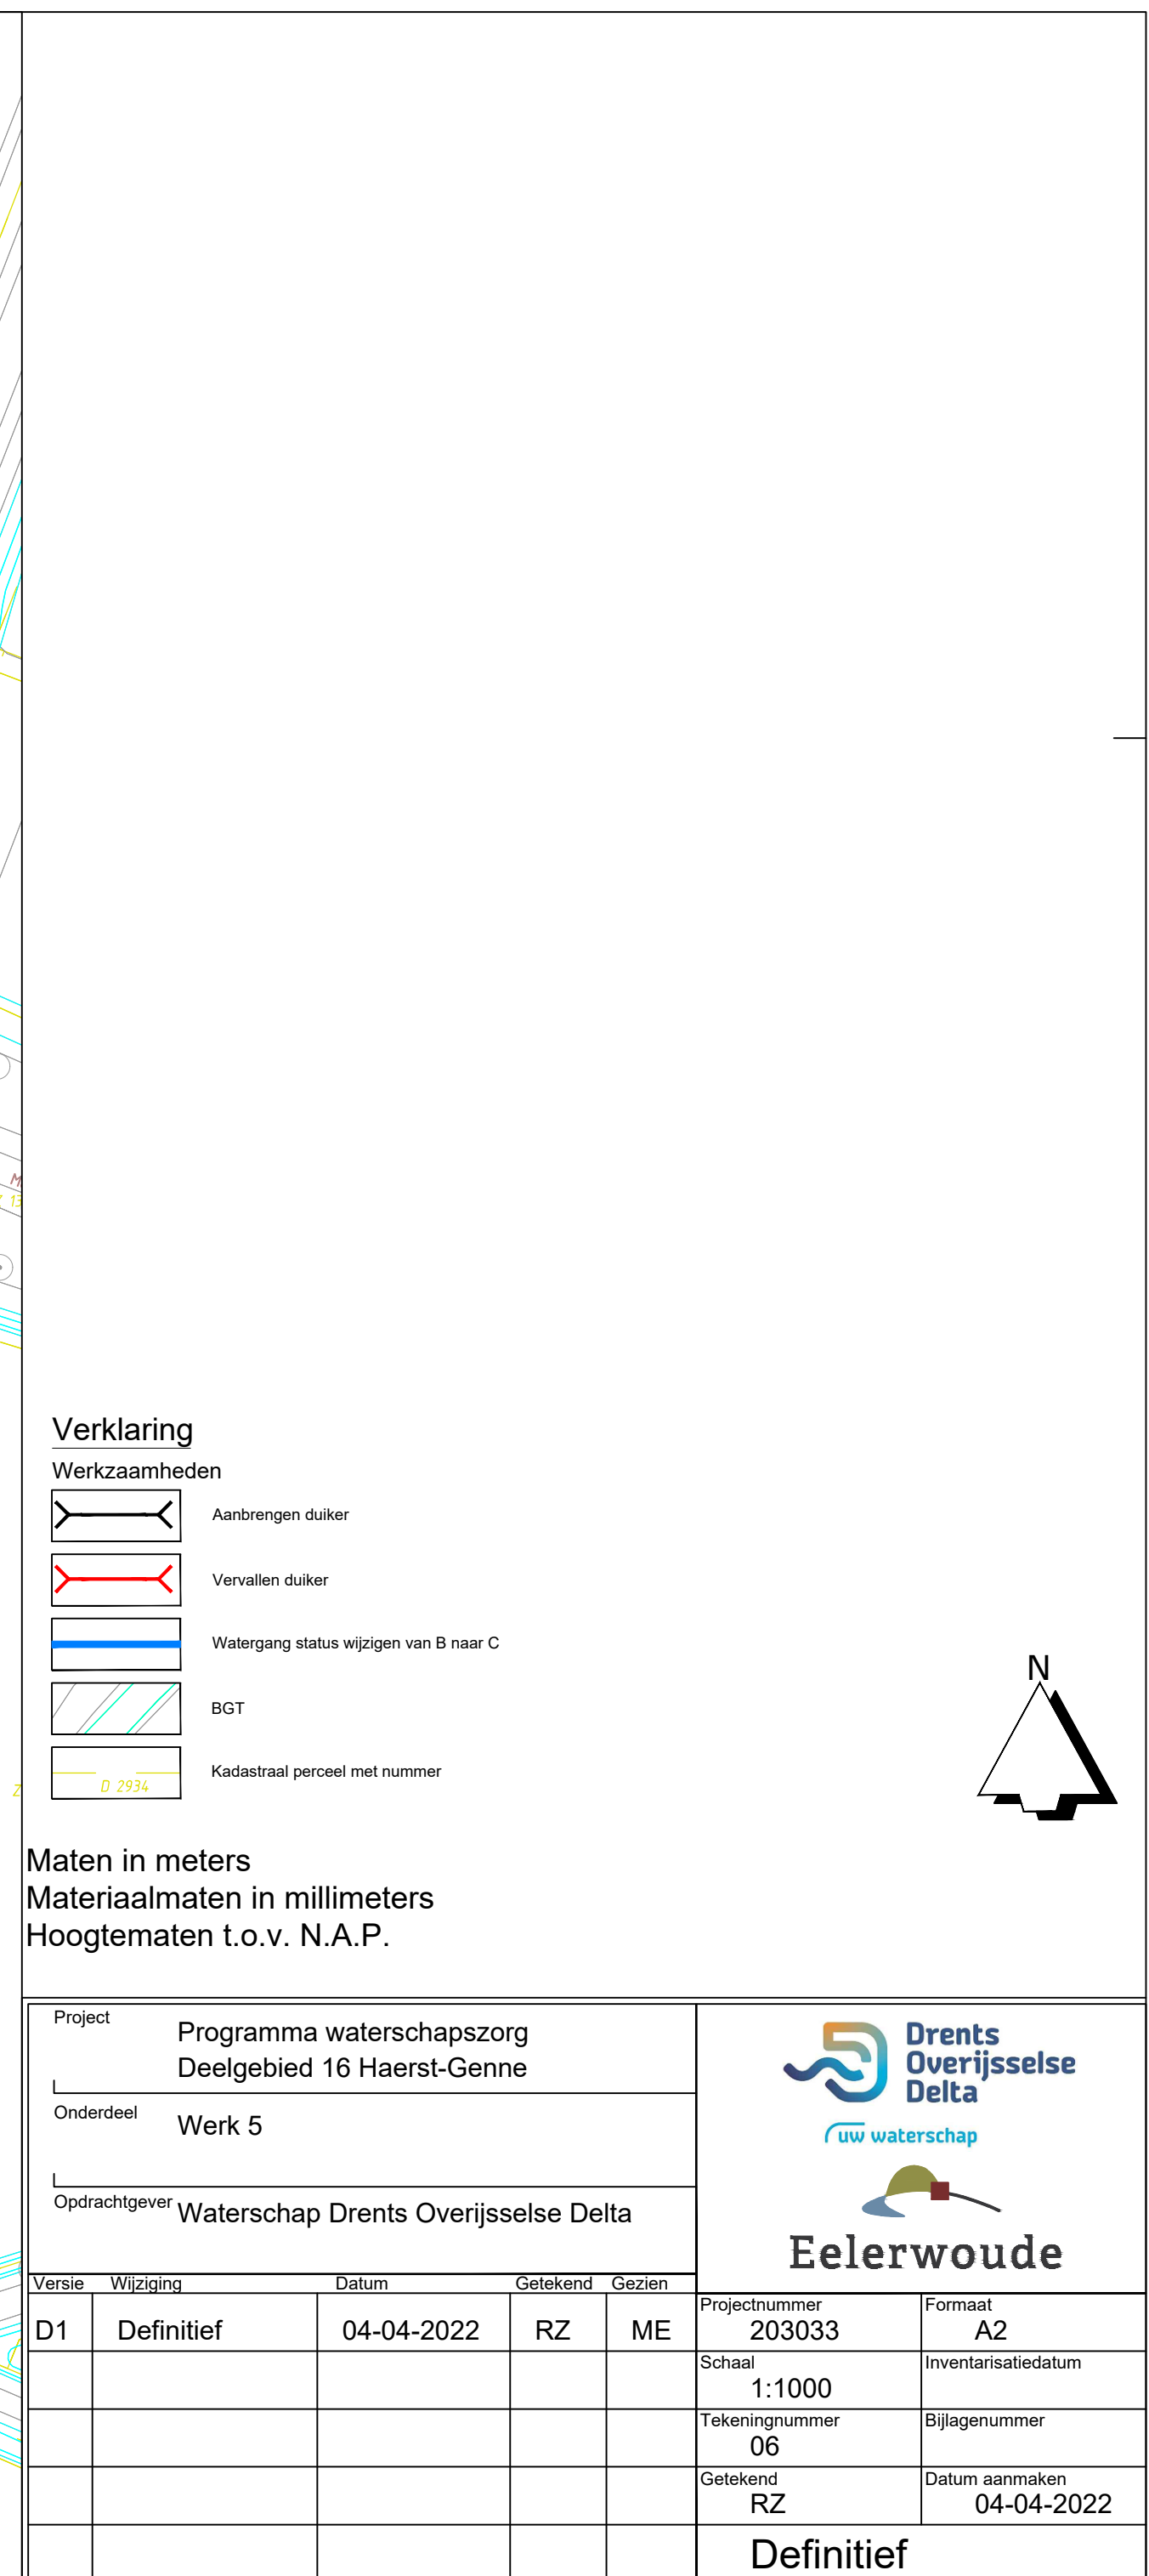 Verklaring
Werkzaamheden
Aanbrengen duiker
Vervallen duiker
Watergang status wijzigen van B naar C
BGT
D 2934
Kadastraal perceel met nummer
N
Maten in meters
Materiaalmaten in millimeters
Hoogtematen t.o.v. N.A.P.
Project
Programma waterschapszorg
Deelgebied 16 Haerst-Genne
Onderdeel
Werk 5
Opdrachtgever
Waterschap Drents Overijsselse Delta
Drents
Overijsselse
Delta
uw waterschap
Eelerwoude
Versie Wijziging Datum Getekend Gezien
D1 Definitief 04-04-2022 RZ ME
Projectnummer Formaat
203033 A2
Schaal Inventarisatiedatum
1:1000
Tekeningnummer Bijlagenummer
06
Getekend Datum aanmaken
RZ 04-04-2022
Definitief